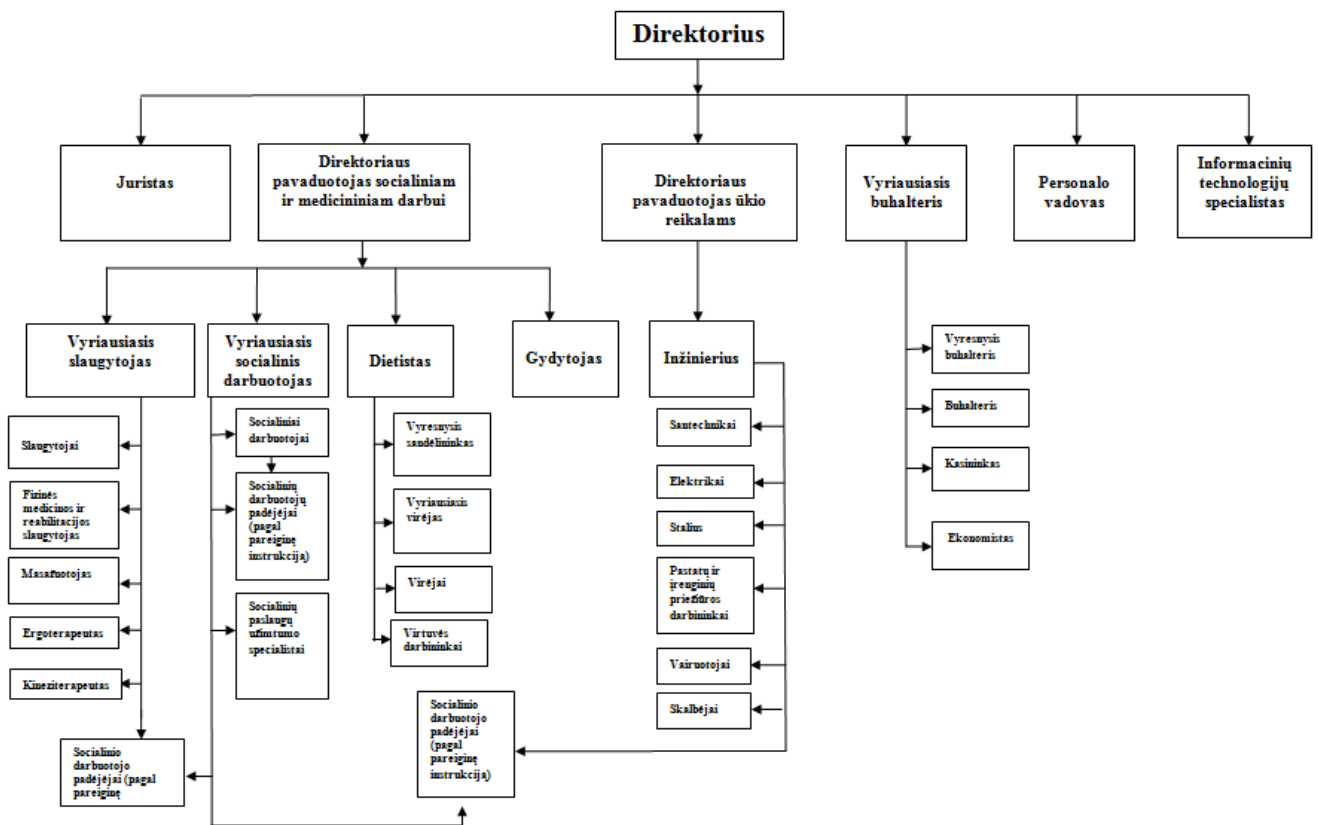 Direktorius
Juristas
Direktoriaus
pavaduotojas socialiniam
ir medicininiam darbui
Direktoriaus
pavaduotojas ūkio
reikalams
Vyriausiasis
buhalteris
Personalo
vadovas
Informacinių
technologijų
specialistas
Vyriausiasis
slaugytojas
Vyriausiasis
socialinis
darbuotojas
Dietistas
Gydytojas
Inžinierius
Slaugytojai
Fizinės
medicinos ir
reabilitacijos
slaugytojas
Masažuotojas
Ergoterapeutas
Kineziterapeutas
Socialinio
darbuotojo
padėjėjai (pagal
pareiginę
Socialiniai
darbuotojai
Socialinių
darbuotojų
padėjėjai
(pagal
pareiginę
instrukciją)
Socialinių
paslaugų
užimtumo
specialistai
Vyresnysis
sandėlininkas
Vyriausiasis
virėjas
Virėjai
Virtuvės
darbininkai
Socialinio
darbuotojo
padėjėjai
(pagal
pareiginę
instrukciją)
Santechnikai
Elektrikai
Stalius
Pastatų ir
įrenginių
priežiūros
darbininkai
Vairuotojai
Skalbėjai
Vyresnysis
buhalteris
Buhalteris
Kasininkas
Ekonomistas